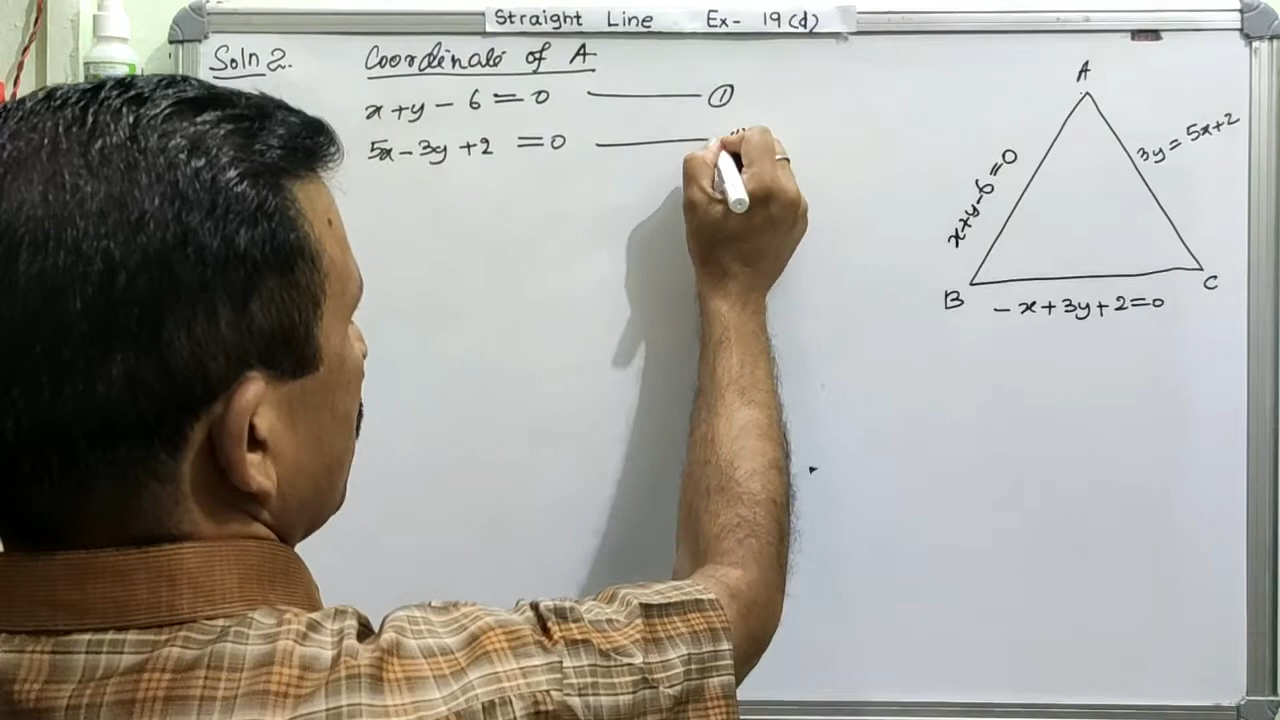 Straight Line Ex- 19(d)
Soln 2. Coordinate of A
x+y-6=0 ①
5x-3y+2=0
A
x+y-6=0
3y=5x+2
B
C
-x+3y+2=0